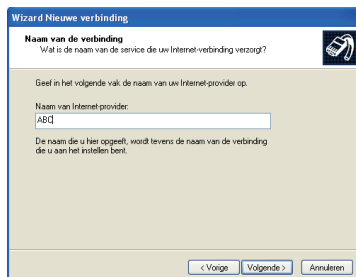 Wizard Nieuwe verbinding
Naam van de verbinding
Wat is de naam van de service die uw Internet-verbinding verzorgt?
Geef in het volgende vak de naam van uw Internet-provider op.
Naam van Internet-provider:
ABC
De naam die u hier opgeeft, wordt tevens de naam van de verbinding
die u aan het instellen bent.
< Vorige
Volgende >
Annuleren